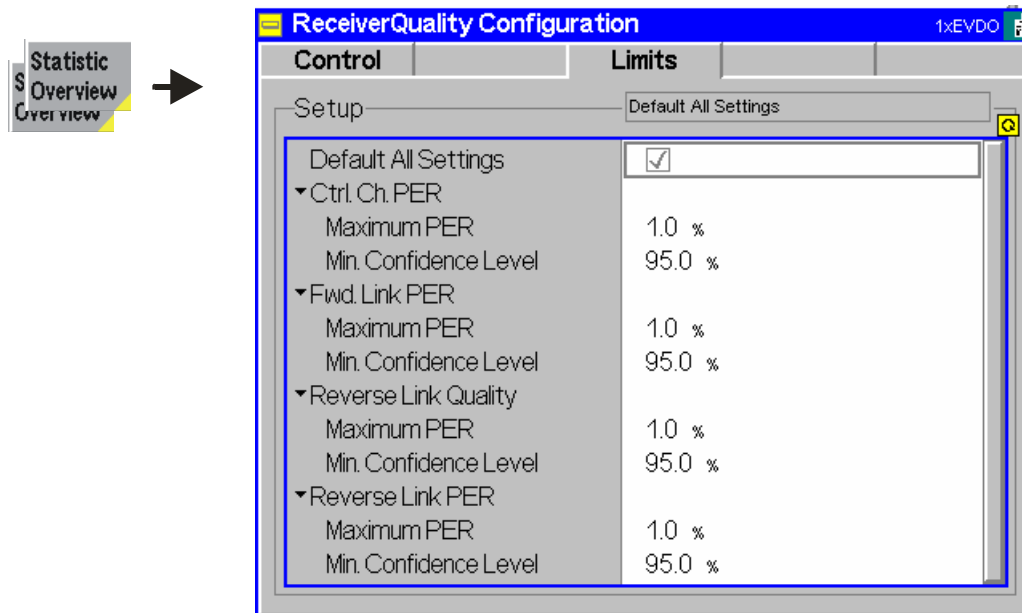 Statistic
Overview
S
Overview
ReceiverQuality Configuration 1xEVDO
Control Limits
Setup Default All Settings
Q
Default All Settings
Ctrl. Ch. PER
Maximum PER 1.0 %
Min. Confidence Level 95.0 %
Fwd. Link PER
Maximum PER 1.0 %
Min. Confidence Level 95.0 %
Reverse Link Quality
Maximum PER 1.0 %
Min. Confidence Level 95.0 %
Reverse Link PER
Maximum PER 1.0 %
Min. Confidence Level 95.0 %